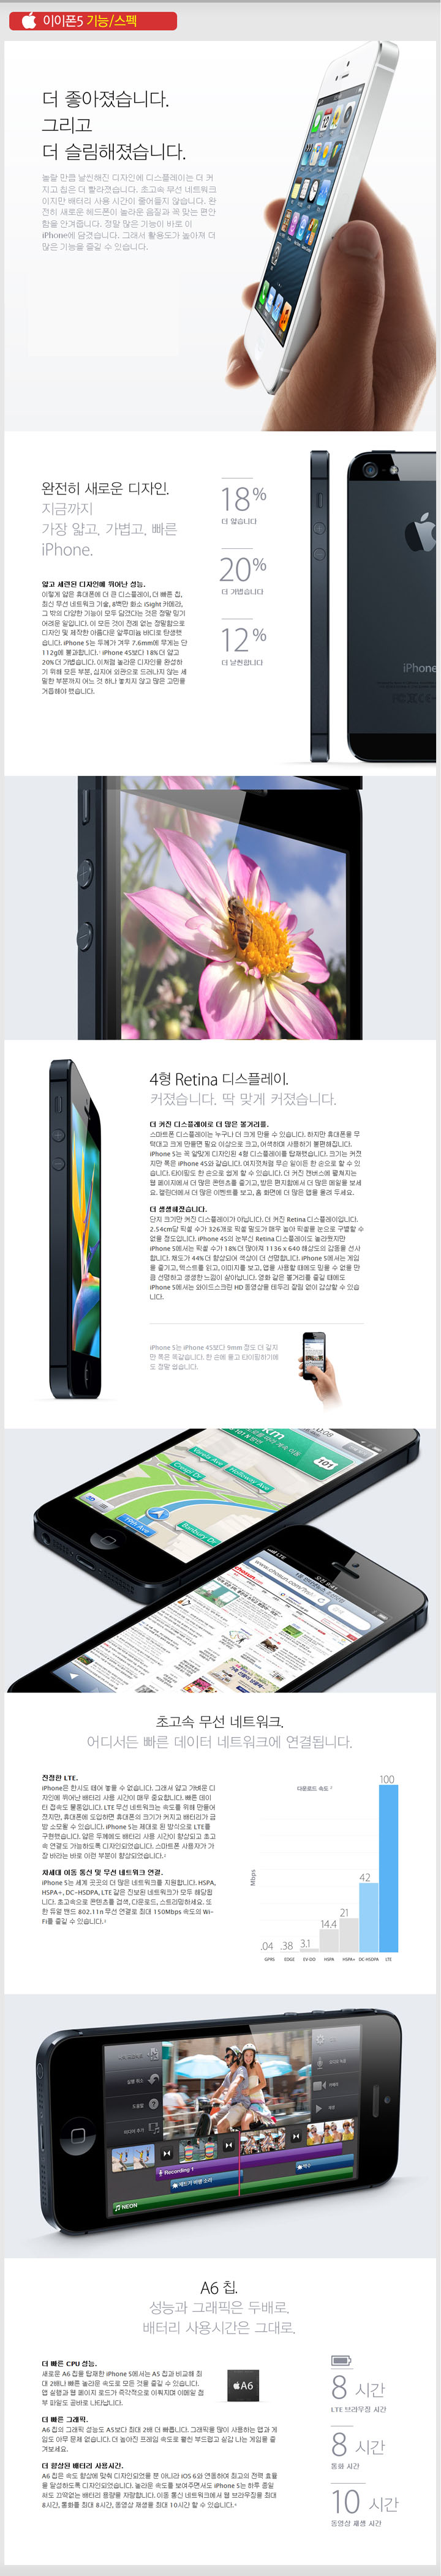 이이폰5 기능/스펙
더 좋아졌습니다.
그리고
더 슬림해졌습니다.
놀랄 만큼 날씬해진 디자인에 디스플레이는 더 커
지고 칩은 더 빨라졌습니다. 초고속 무선 네트워크
이지만 배터리 사용 시간이 줄어들지 않습니다. 완
전히 새로운 헤드폰이 놀라운 음질과 꼭 맞는 편안
함을 안겨줍니다. 정말 많은 기능이 바로 이
iPhone에 담겼습니다. 그래서 활용도가 높아져 더
많은 기능을 즐길 수 있습니다.
완전히 새로운 디자인.
지금까지
가장 얇고, 가볍고, 빠른
iPhone.
18%
더 얇습니다
20%
더 가볍습니다
12%
더 날씬합니다
iPhone
얇고 세련된 디자인에 뛰어난 성능.
이렇게 얇은 휴대폰에 더 큰 디스플레이, 더 빠른 칩,
최신 무선 네트워크 기술, 8백만 화소 iSight 카메라,
그 밖의 다양한 기능이 모두 담겼다는 것은 정말 믿기
어려운 일입니다. 이 모든 것이 전에 없는 정밀함으로
디자인 및 제작한 아름다운 알루미늄 바디로 탄생했
습니다. iPhone 5는 두께가 겨우 7.6mm에 무게는 단
112g에 불과합니다.¹ iPhone 4S보다 18% 더 얇고
20% 더 가볍습니다. 이처럼 놀라운 디자인을 완성하
기 위해 모든 부분, 심지어 외관으로 드러나지 않는 세
밀한 부분까지 어느 것 하나 놓치지 않고 많은 고민을
거듭해야 했습니다.
4형 Retina 디스플레이.
커졌습니다. 딱 맞게 커졌습니다.
더 커진 디스플레이로 더 많은 볼거리를.
스마트폰 디스플레이는 누구나 더 크게 만들 수 있습니다. 하지만 휴대폰을 무
턱대고 크게 만들면 필요 이상으로 크고, 어색하며 사용하기 불편해집니다.
iPhone 5는 꼭 알맞게 디자인된 4형 디스플레이를 탑재했습니다. 크기는 커졌
지만 폭은 iPhone 4S와 같습니다. 여지껏처럼 무슨 일이든 한 손으로 할 수 있
습니다. 타이핑도 한 손으로 쉽게 할 수 있습니다. 더 커진 캔버스에 펼쳐지는
웹 페이지에서 더 많은 콘텐츠를 즐기고, 받은 편지함에서 더 많은 메일을 보세
요. 캘린더에서 더 많은 이벤트를 보고, 홈 화면에 더 많은 앱을 올려 두세요.
더 생생해졌습니다.
단지 크기만 커진 디스플레이가 아닙니다. 더 커진 Retina 디스플레이입니다.
2.54cm당 픽셀 수가 326개로 픽셀 밀도가 매우 높아 픽셀을 눈으로 구별할 수
없을 정도입니다. iPhone 4S의 눈부신 Retina 디스플레이도 놀라웠지만
iPhone 5에서는 픽셀 수가 18% 더 많아져 1136 x 640 해상도의 감동을 선사
합니다. 채도가 44% 더 향상되어 색상이 더 선명합니다. iPhone 5에서는 게임
을 즐기고, 텍스트를 읽고, 이미지를 보고, 앱을 사용할 때에도 믿을 수 없을 만
큼 선명하고 생생한 느낌이 살아납니다. 영화 같은 볼거리를 즐길 때에도
iPhone 5에서는 와이드스크린 HD 동영상을 테두리 잘림 없이 감상할 수 있습
니다.
iPhone 5는 iPhone 4S보다 9mm 정도 더 길지
만 폭은 똑같습니다. 한 손에 들고 타이핑하기에
도 정말 쉽습니다.
101
Holloway Ave
19th Ave
Banbury Dr
3D
LTE
초고속 무선 네트워크.
어디서든 빠른 데이터 네트워크에 연결됩니다.
진정한 LTE.
iPhone은 한시도 떼어 놓을 수 없습니다. 그래서 얇고 가벼운 디
자인에 뛰어난 배터리 사용 시간이 매우 중요합니다. 빠른 데이
터 접속도 물론입니다. LTE 무선 네트워크는 속도를 위해 만들어
졌지만, 휴대폰에 도입하면 휴대폰의 크기가 커지고 배터리가 금
방 소모될 수 있습니다. iPhone 5는 제대로 된 방식으로 LTE를
구현했습니다. 얇은 두께에도 배터리 사용 시간이 향상되고 초고
속 연결도 가능하도록 디자인되었습니다. 스마트폰 사용자가 가
장 바라는 바로 이런 부분이 향상되었습니다.²
차세대 이동 통신 및 무선 네트워크 연결.
iPhone 5는 세계 곳곳의 더 많은 네트워크를 지원합니다. HSPA,
HSPA+, DC-HSDPA, LTE 같은 진보된 네트워크가 모두 해당됩
니다. 초고속으로 콘텐츠를 검색, 다운로드, 스트리밍하세요. 또
한 듀얼 밴드 802.11n 무선 연결로 최대 150Mbps 속도의 Wi-
Fi를 즐길 수 있습니다.³
다운로드 속도 ²
Mbps
.04
.38
3.1
14.4
21
42
100
GPRS
EDGE
EV-DO
HSPA
HSPA+
DC-HSDPA
LTE
도움말
Recording 1
NEON
A6 칩.
성능과 그래픽은 두배로.
배터리 사용시간은 그대로.
더 빠른 CPU 성능.
새로운 A6 칩을 탑재한 iPhone 5에서는 A5 칩과 비교해 최
대 2배나 빠른 놀라운 속도로 모든 것을 즐길 수 있습니다.
앱 실행과 웹 페이지 로드가 즉각적으로 이뤄지며 이메일 첨
부 파일도 곧바로 나타납니다.
더 빠른 그래픽.
A6 칩의 그래픽 성능도 A5보다 최대 2배 더 빠릅니다. 그래픽을 많이 사용하는 앱과 게
임도 아무 문제 없습니다. 더 높아진 프레임 속도로 훨씬 부드럽고 실감 나는 게임을 즐
겨보세요.
더 향상된 배터리 사용시간.
A6 칩은 속도 향상에 맞춰 디자인되었을 뿐 아니라 iOS 6와 연동하여 최고의 전력 효율
을 달성하도록 디자인되었습니다. 놀라운 속도를 보여주면서도 iPhone 5는 하루 종일
써도 끄떡없는 배터리 용량을 자랑합니다. 이동 통신 네트워크에서 웹 브라우징을 최대
8시간, 통화를 최대 8시간, 동영상 재생을 최대 10시간 할 수 있습니다.⁴
A6
8 시간
LTE 브라우징 시간
8 시간
통화 시간
10 시간
동영상 재생 시간